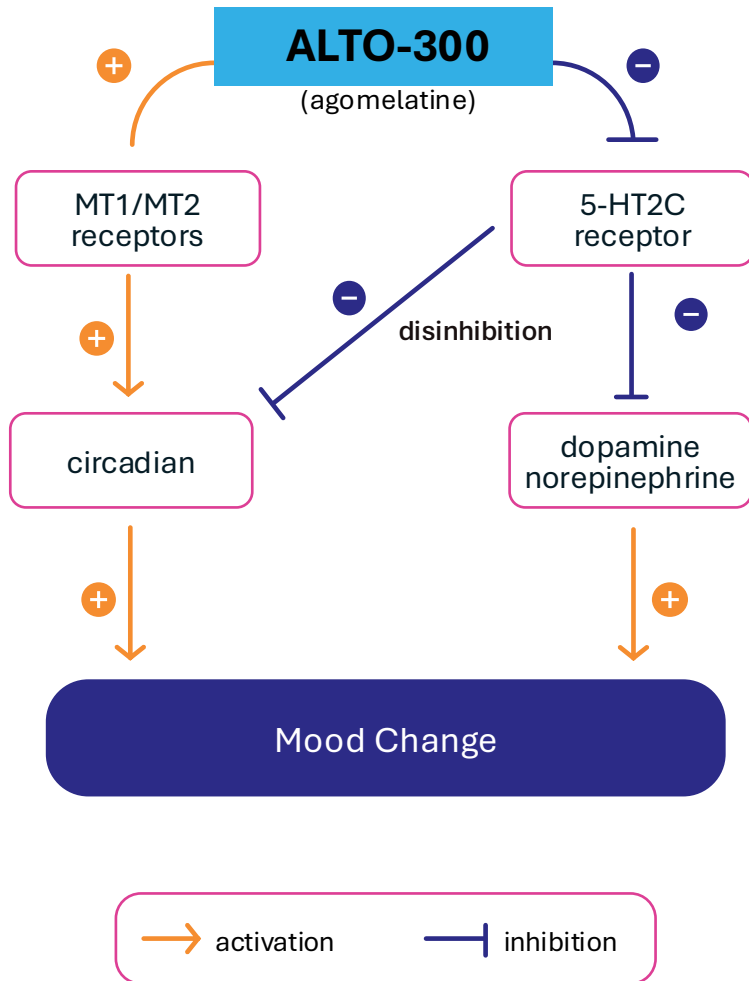 ALTO-300
(agomelatine)
+
−
MT1/MT2
receptors
5-HT2C
receptor
−
+
disinhibition
−
circadian
dopamine
norepinephrine
+
+
Mood Change
activation
inhibition